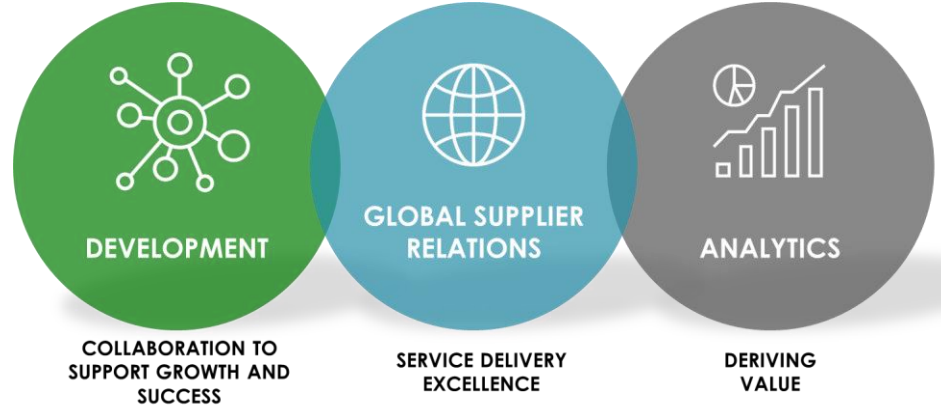 DEVELOPMENT
GLOBAL SUPPLIER
RELATIONS
ANALYTICS
COLLABORATION TO
SUPPORT GROWTH AND
SUCCESS
SERVICE DELIVERY
EXCELLENCE
DERIVING
VALUE